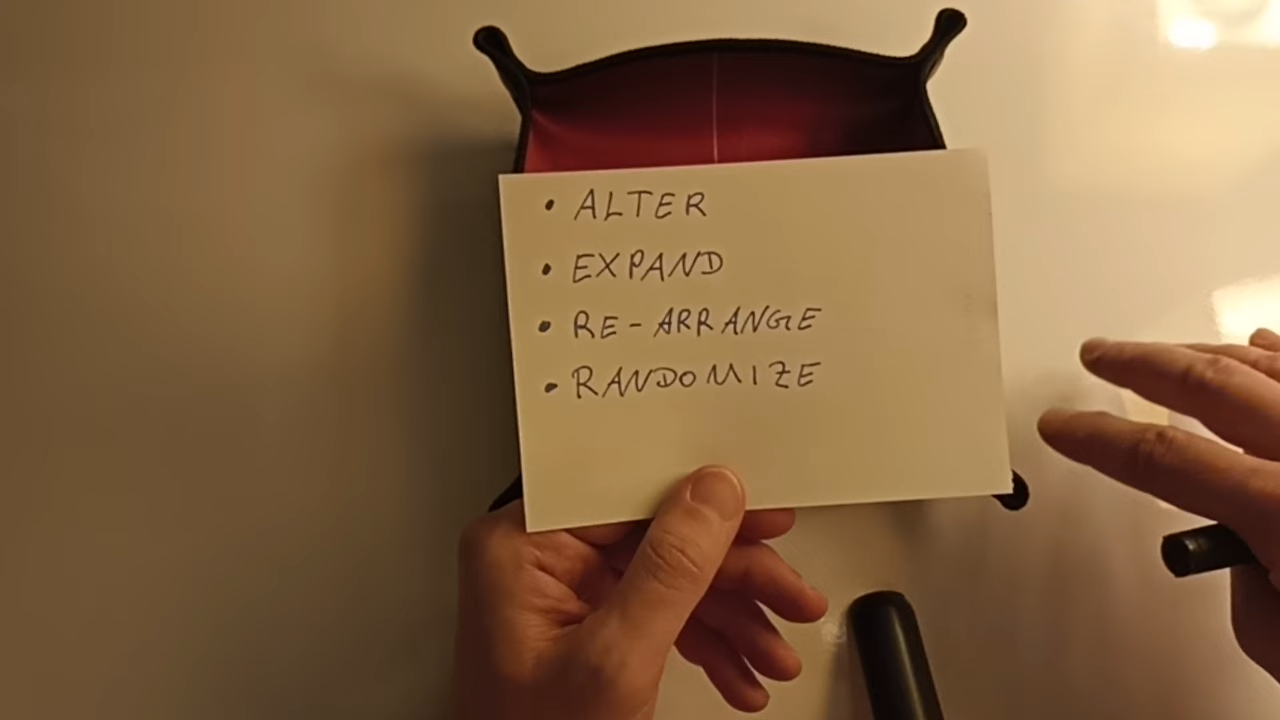 • ALTER
• EXPAND
• RE-ARRANGE
• RANDOMIZE